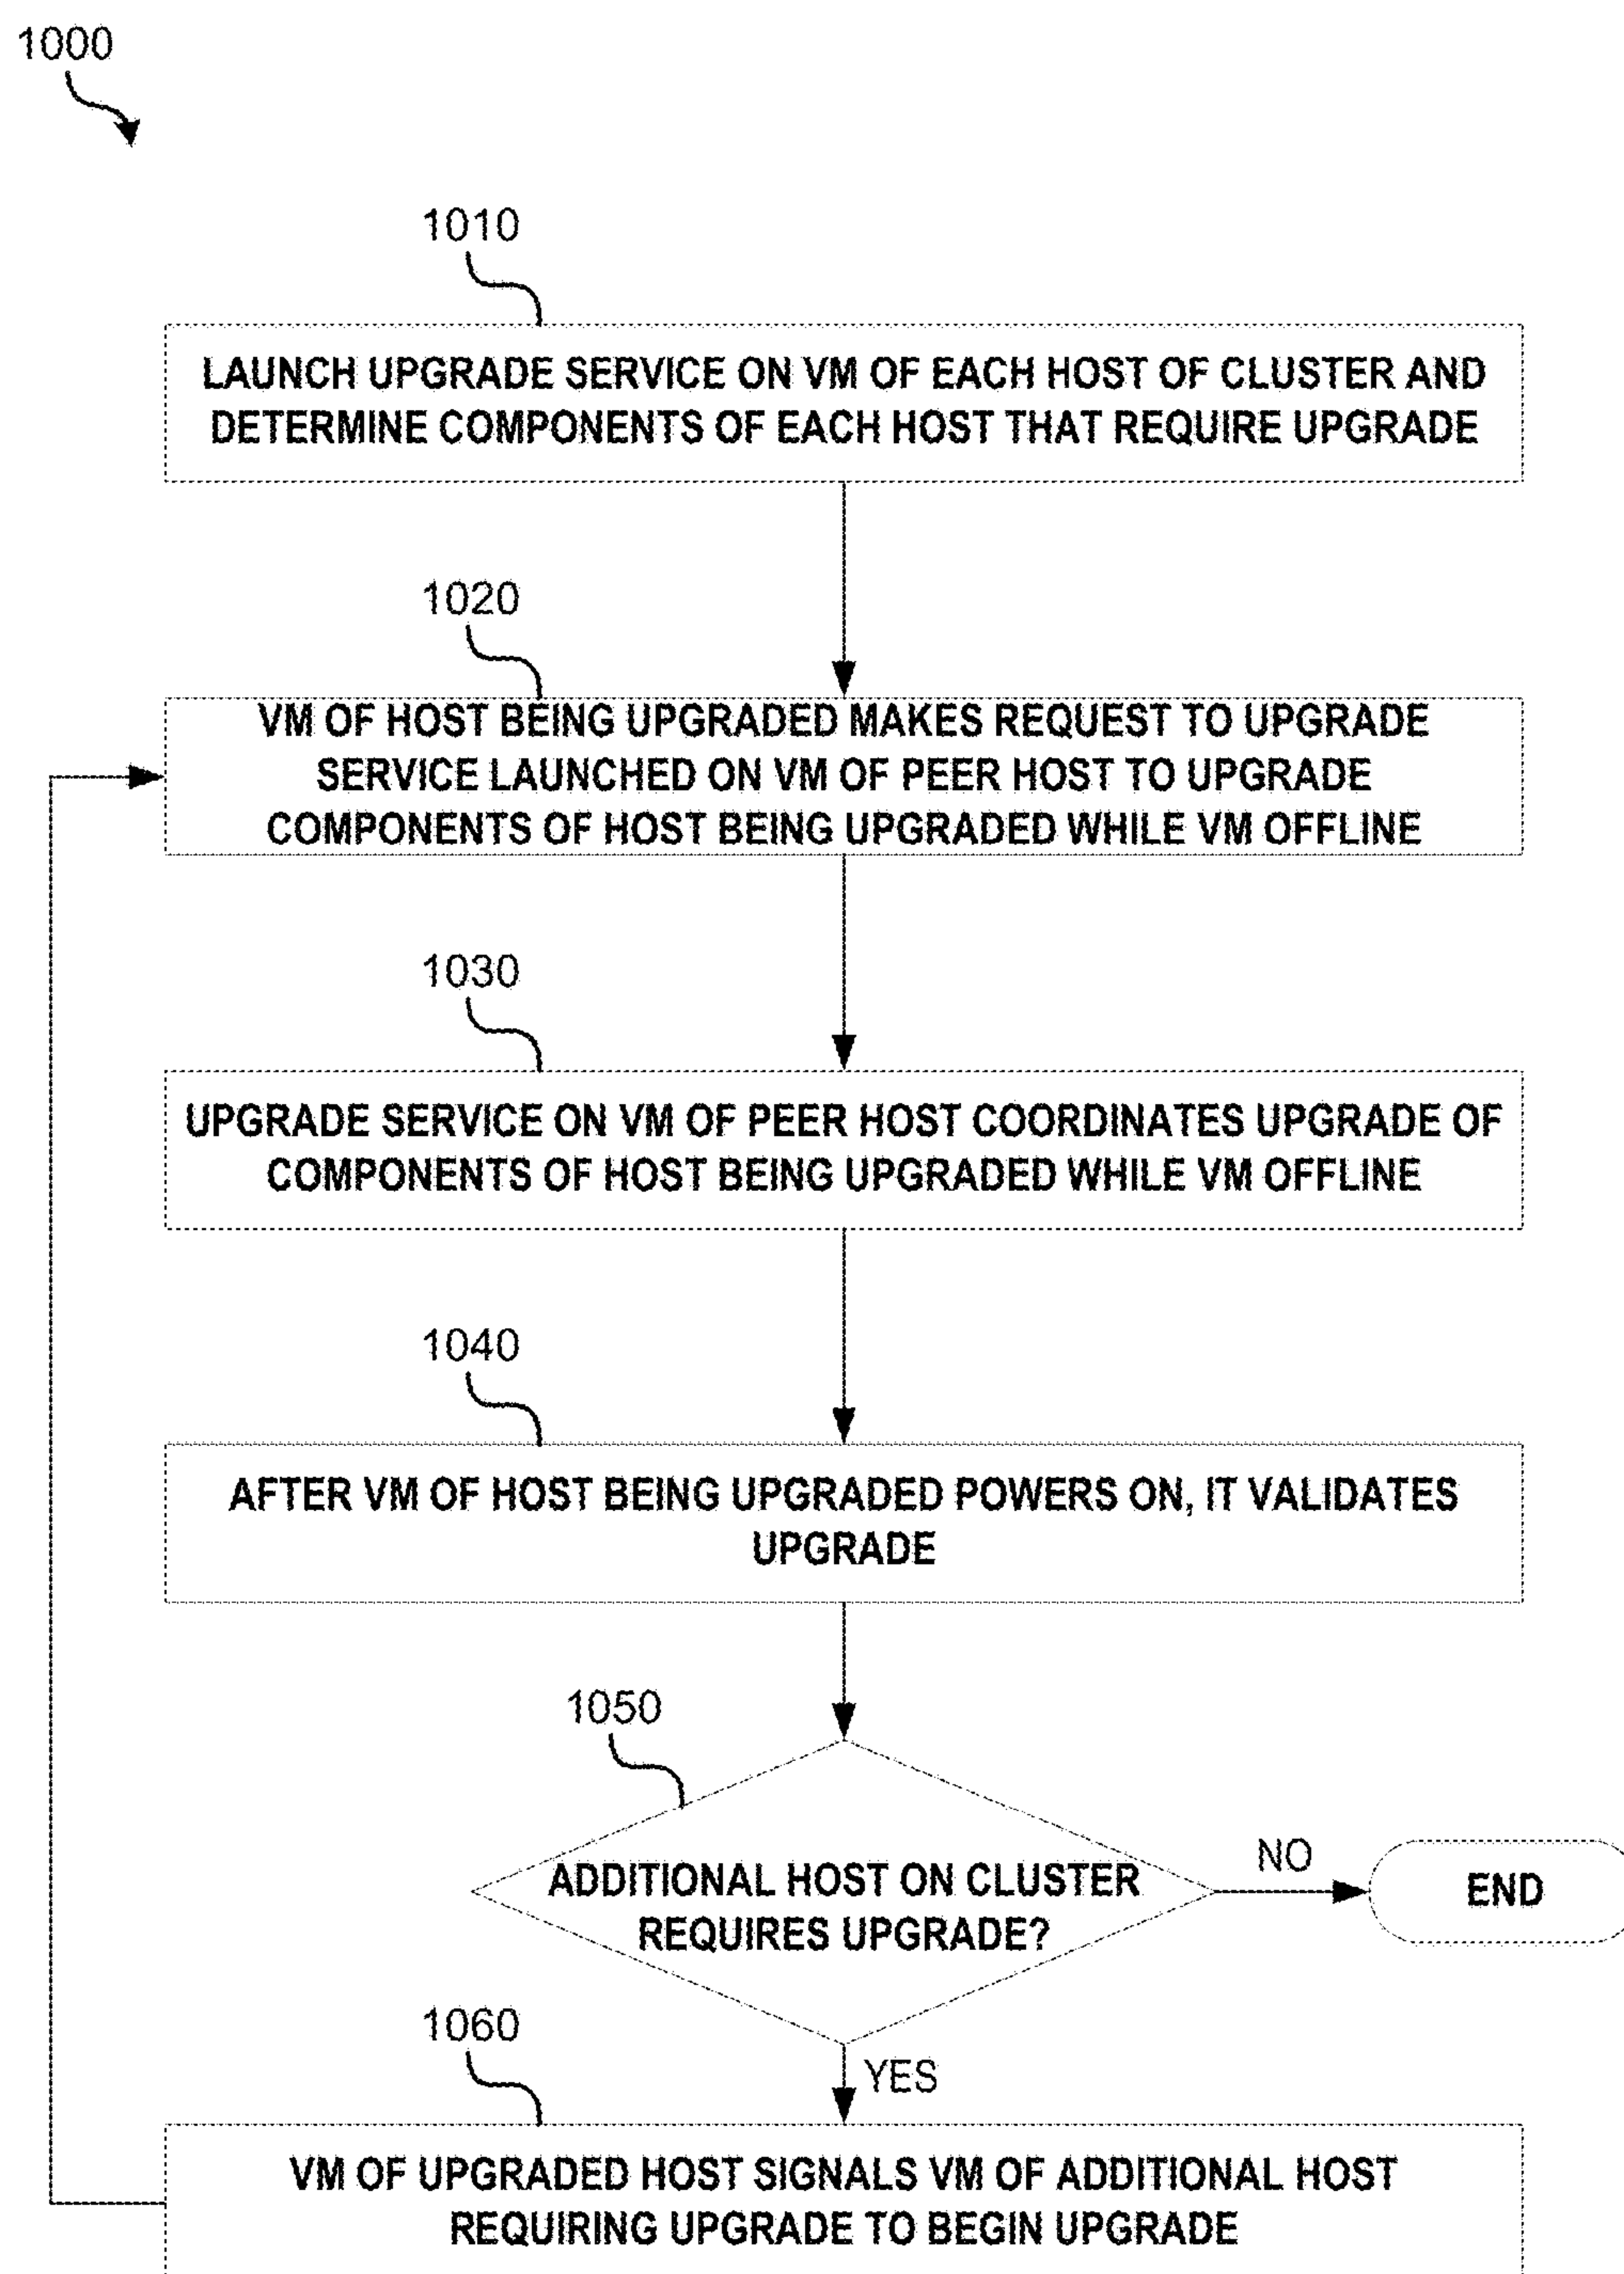 1000
1010
LAUNCH UPGRADE SERVICE ON VM OF EACH HOST OF CLUSTER AND
DETERMINE COMPONENTS OF EACH HOST THAT REQUIRE UPGRADE
1020
VM OF HOST BEING UPGRADED MAKES REQUEST TO UPGRADE
SERVICE LAUNCHED ON VM OF PEER HOST TO UPGRADE
COMPONENTS OF HOST BEING UPGRADED WHILE VM OFFLINE
1030
UPGRADE SERVICE ON VM OF PEER HOST COORDINATES UPGRADE OF
COMPONENTS OF HOST BEING UPGRADED WHILE VM OFFLINE
1040
AFTER VM OF HOST BEING UPGRADED POWERS ON, IT VALIDATES
UPGRADE
1050
ADDITIONAL HOST ON CLUSTER
REQUIRES UPGRADE?
NO
END
YES
1060
VM OF UPGRADED HOST SIGNALS VM OF ADDITIONAL HOST
REQUIRING UPGRADE TO BEGIN UPGRADE